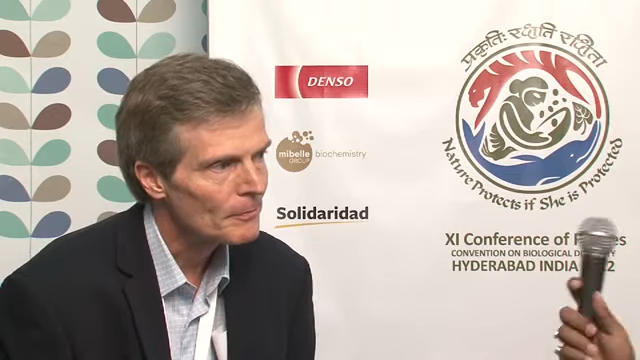 DENSO
mibelle biochemistry
GROUP
Solidaridad
प्रकृतिः रक्षति रक्षिता
Nature Protects if She is Protected
XI Conference of
CONVENTION ON BIOLOGICAL
HYDERABAD INDIA